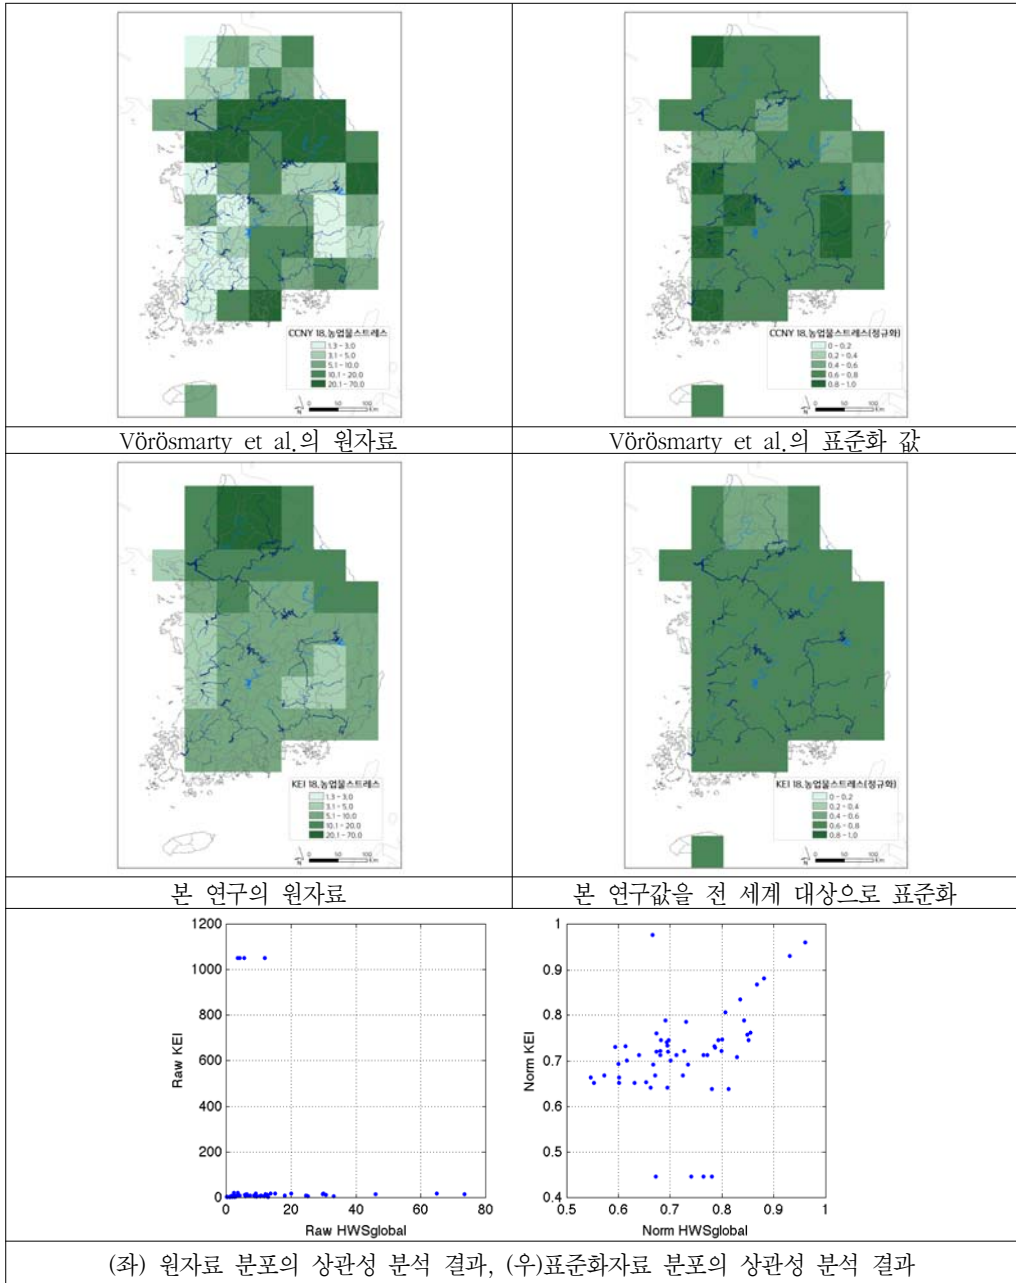 CCNY 18.농업물스트레스
1.3 - 3.0
3.1 - 5.0
5.1 - 10.0
10.1 - 20.0
20.1 - 70.0
0 50 100
Km
N
CCNY 18.농업물스트레스(정규화)
0 - 0.2
0.2 - 0.4
0.4 - 0.6
0.6 - 0.8
0.8 - 1.0
0 50 100
Km
N
Vörösmarty et al.의 원자료
Vörösmarty et al.의 표준화 값
KEI 18.농업물스트레스
1.3 - 3.0
3.1 - 5.0
5.1 - 10.0
10.1 - 20.0
20.1 - 70.0
0 50 100
Km
N
KEI 18.농업물스트레스(정규화)
0 - 0.2
0.2 - 0.4
0.4 - 0.6
0.6 - 0.8
0.8 - 1.0
0 50 100
Km
N
본 연구의 원자료
본 연구값을 전 세계 대상으로 표준화
1200
1000
800
600
400
200
0
Raw KEI
0 20 40 60 80
Raw HWSglobal
1
0.9
0.8
0.7
0.6
0.5
0.4
Norm KEI
0.5 0.6 0.7 0.8 0.9 1
Norm HWSglobal
(좌) 원자료 분포의 상관성 분석 결과, (우)표준화자료 분포의 상관성 분석 결과